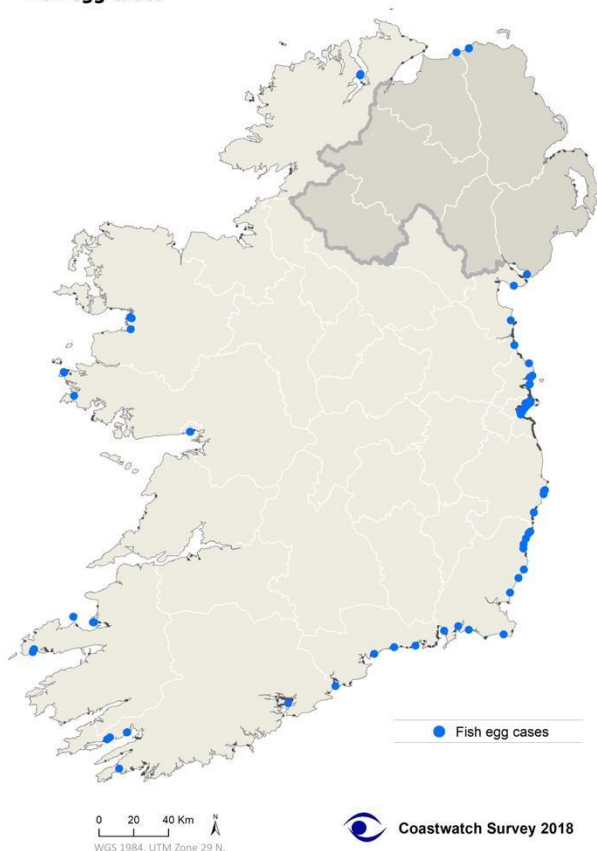 Fish egg cases
0 20 40 Km
N
WGS 1984, UTM Zone 29 N.
Coastwatch Survey 2018